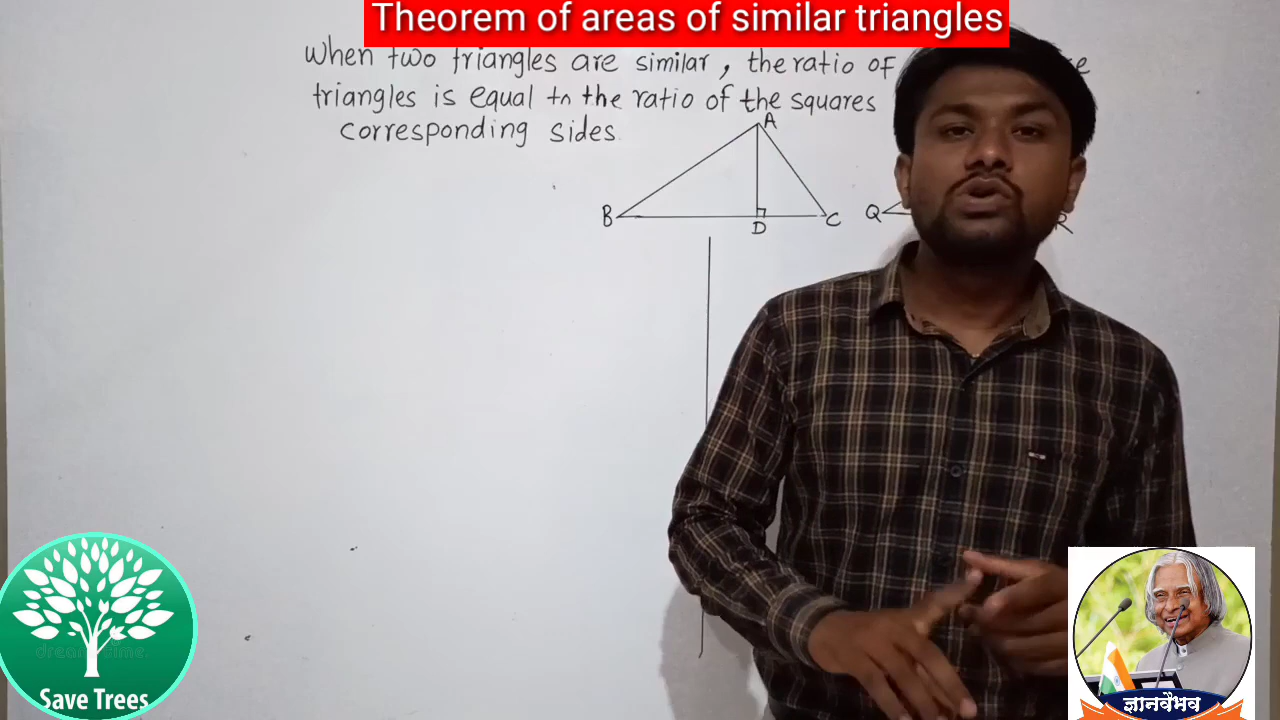 Theorem of areas of similar triangles
When two triangles are similar, the ratio of
triangles is equal to the ratio of the squares
corresponding sides
A
B
D
C
Q
R
Save Trees
ज्ञानवैभव